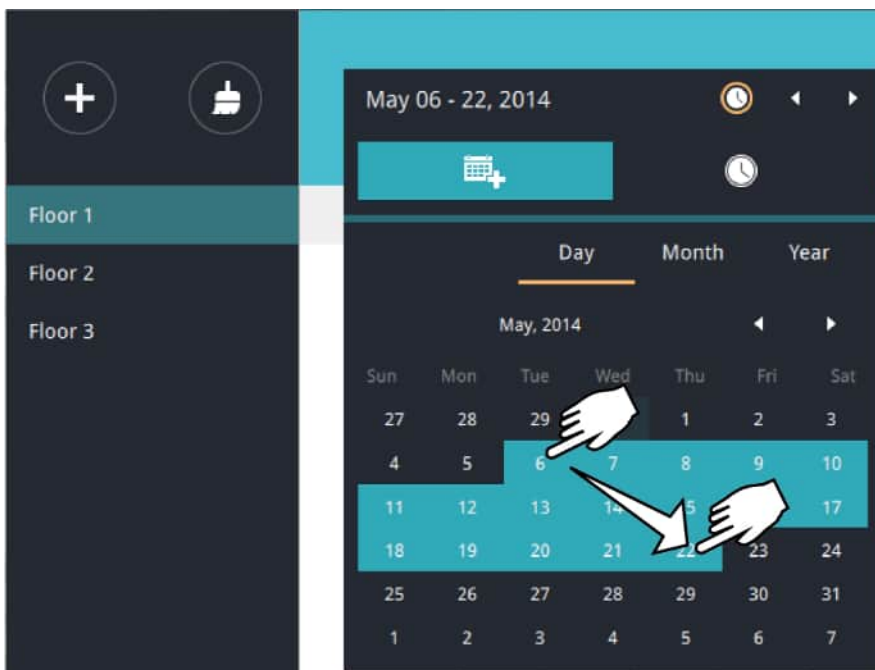 May 06 - 22, 2014
Floor 1
Day Month Year
Floor 2
Floor 3
May, 2014
Sun Mon Tue Wed Thu Fri Sat
27 28 29 1 2 3
4 5 6 7 8 9 10
11 12 13 14 17
18 19 20 21 22 23 24
25 26 27 28 29 30 31
1 2 3 4 5 6 7